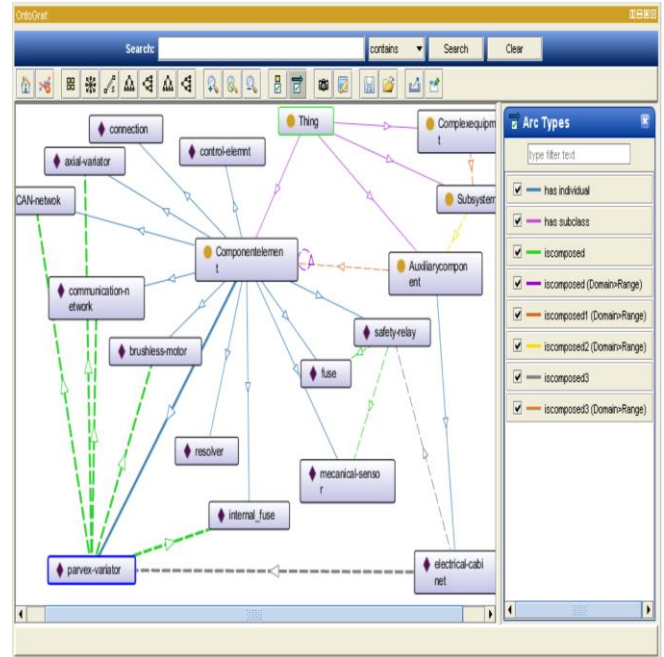 OntoGraf
Search:
contains
Search
Clear
connection
axial-variator
control-elemnt
Thing
Complexequipm
t
CAN-netwok
Subsystem
Componentelemen
t
Auxiliarycompon
ent
communication-n
etwork
brushless-motor
safety-relay
fuse
resolver
mecanical-senso
r
internal_fuse
parvex-variator
electrical-cabi
net
Arc Types
type filter text
has individual
has subclass
iscomposed
iscomposed (Domain>Range)
iscomposed1 (Domain>Range)
iscomposed2 (Domain>Range)
iscomposed3
iscomposed3 (Domain>Range)